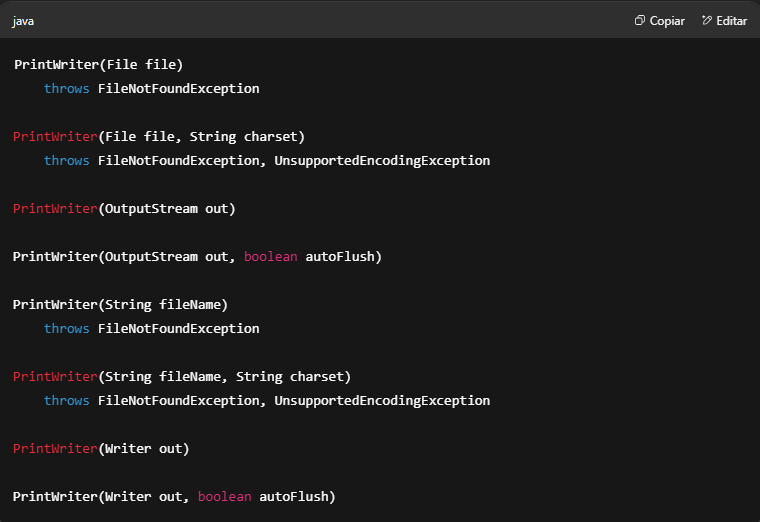 java
Copiar
Editar
PrintWriter(File file)
    throws FileNotFoundException
PrintWriter(File file, String charset)
    throws FileNotFoundException, UnsupportedEncodingException
PrintWriter(OutputStream out)
PrintWriter(OutputStream out, boolean autoFlush)
PrintWriter(String fileName)
    throws FileNotFoundException
PrintWriter(String fileName, String charset)
    throws FileNotFoundException, UnsupportedEncodingException
PrintWriter(Writer out)
PrintWriter(Writer out, boolean autoFlush)